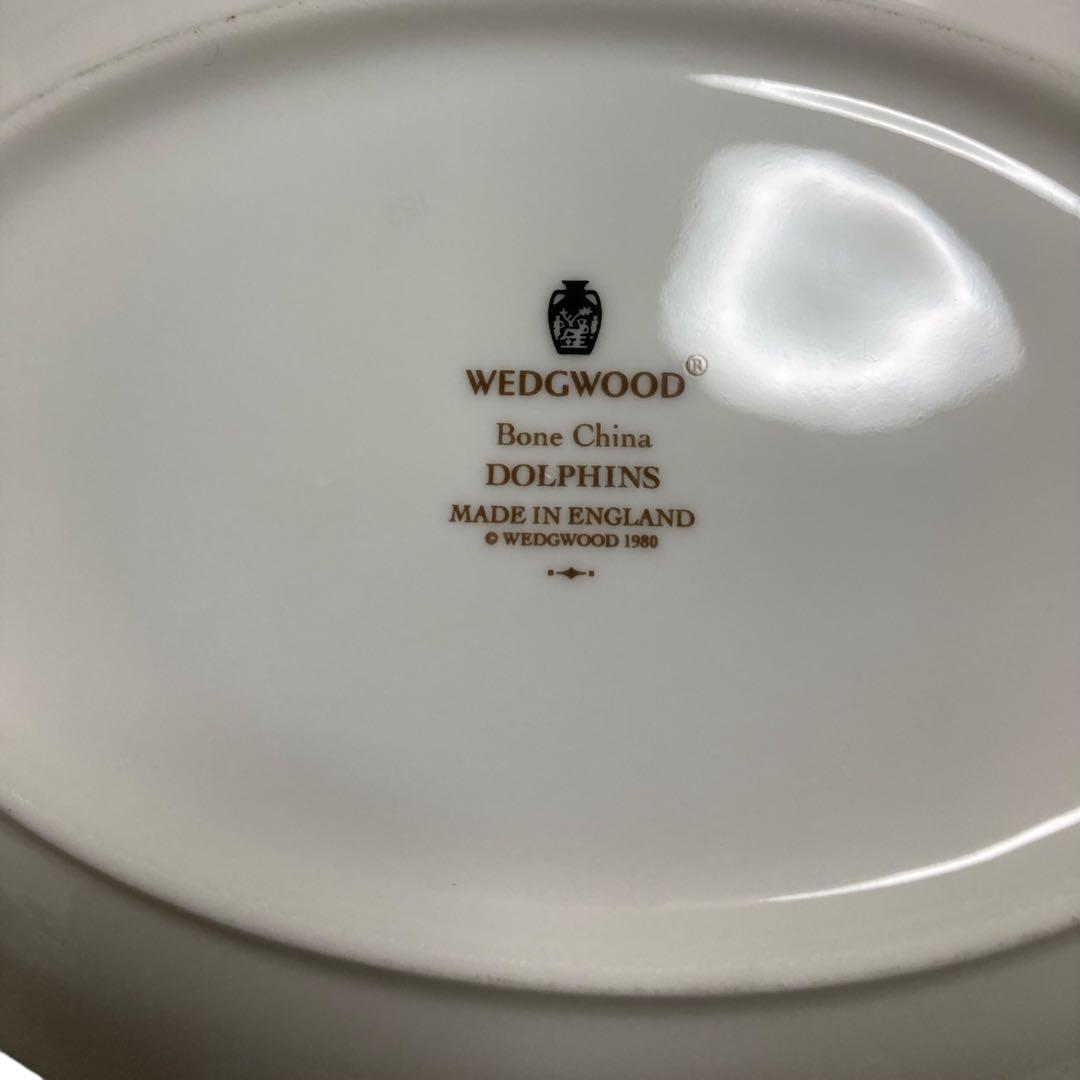 WEDGWOOD®
Bone China
DOLPHINS
MADE IN ENGLAND
© WEDGWOOD 1980